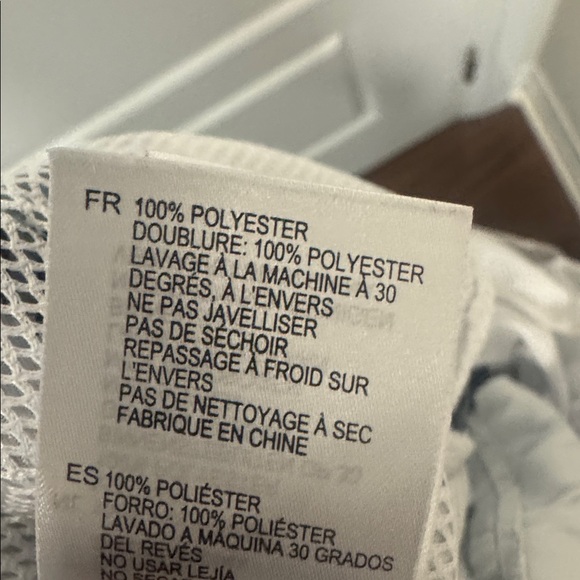 FR 100% POLYESTER
DOUBLURE: 100% POLYESTER
LAVAGE À LA MACHINE À 30
DEGRÉS, À L'ENVERS
NE PAS JAVELLISER
PAS DE SÉCHOIR
REPASSAGE À FROID SUR
L'ENVERS
PAS DE NETTOYAGE À SEC
FABRIQUE EN CHINE
ES 100% POLIÉSTER
FORRO: 100% POLIÉSTER
LAVADO A MÁQUINA 30 GRADOS
DEL REVÉS
NO USAR LEJÍA